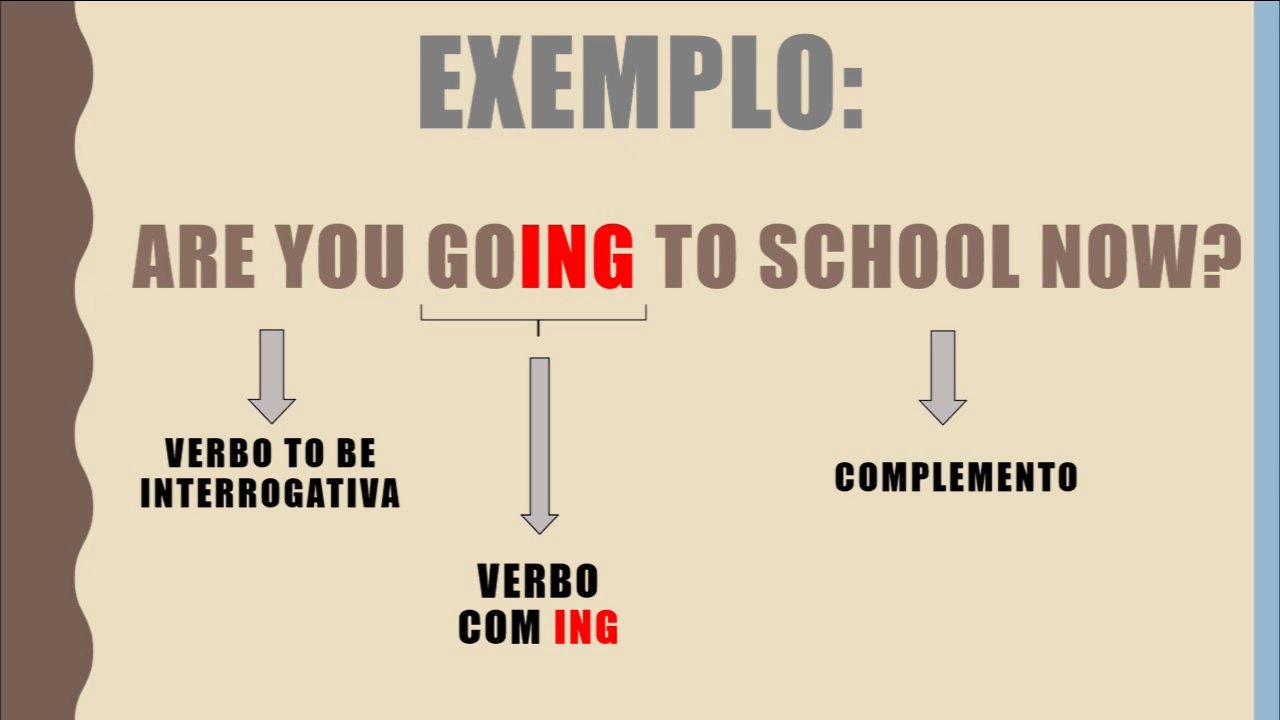 EXEMPLO:
ARE YOU GOING TO SCHOOL NOW?
VERBO TO BE
INTERROGATIVA
COMPLEMENTO
VERBO
COM ING